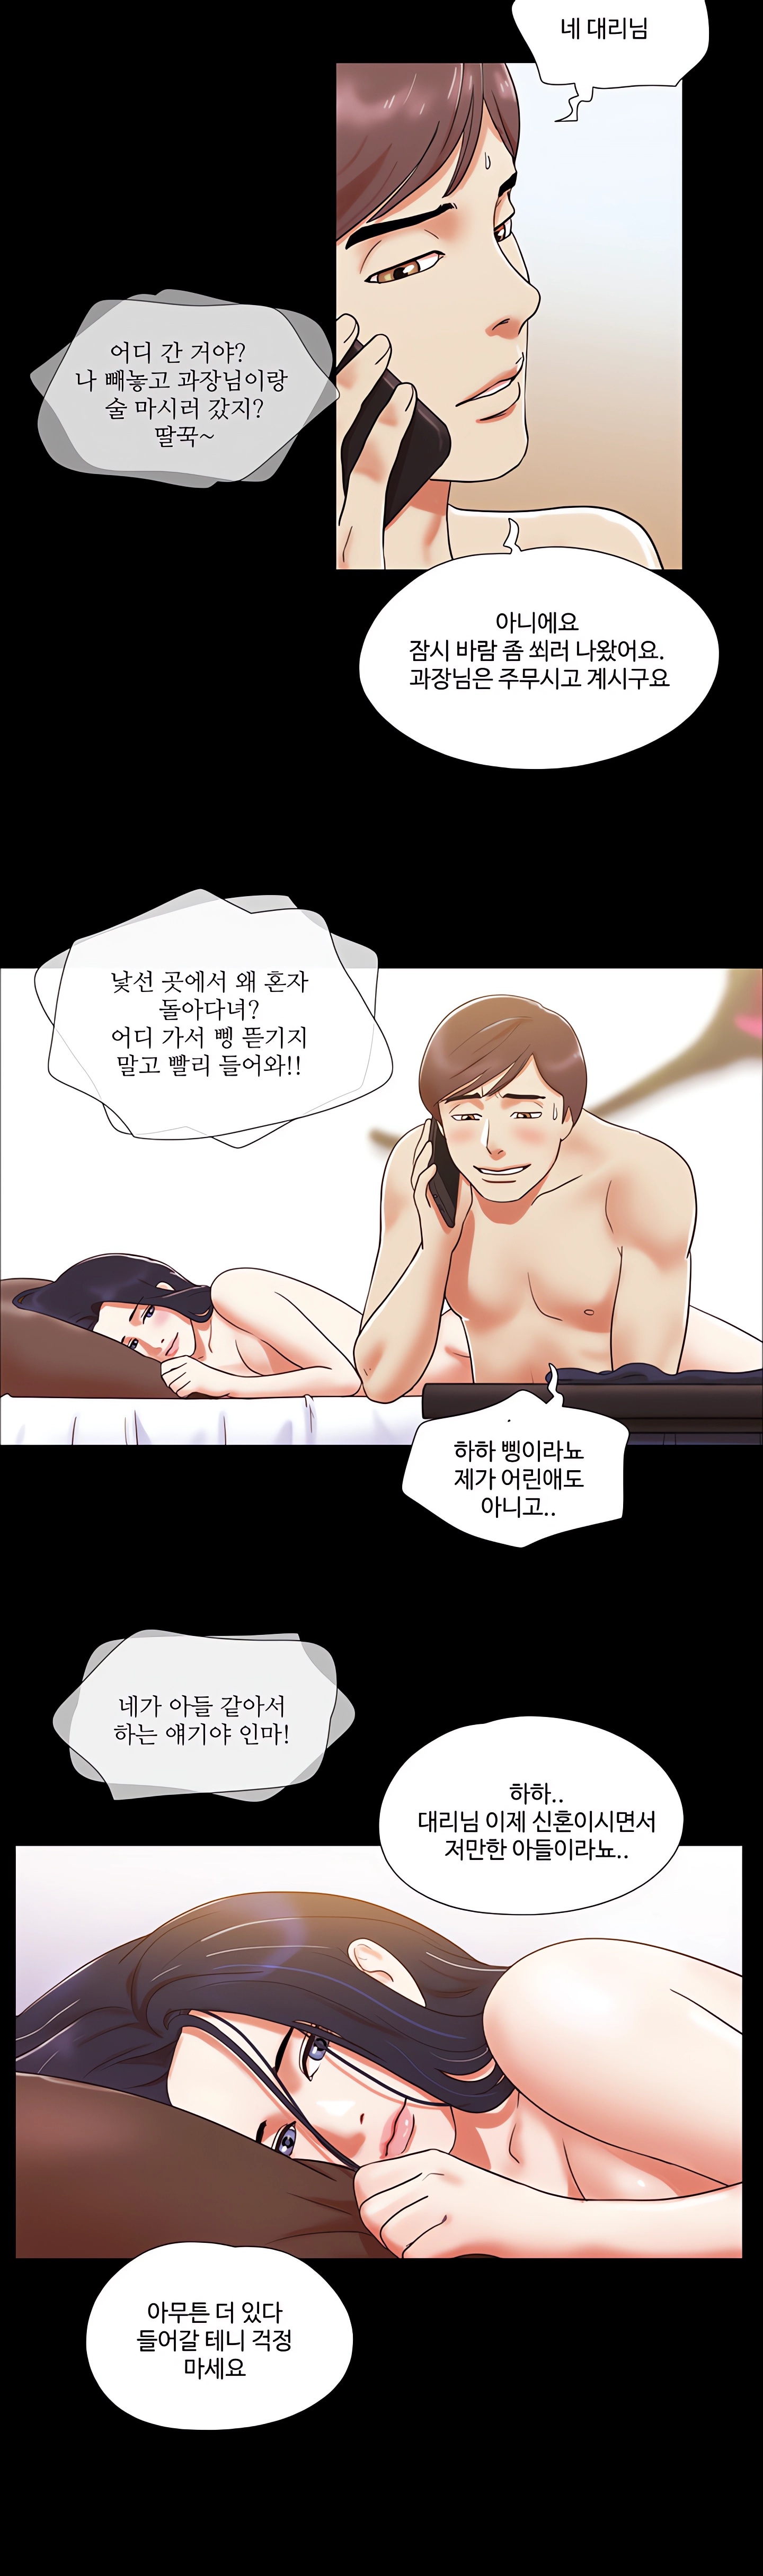 네 대리님
어디 간 거야?
나 빼놓고 과장님이랑
술 마시러 갔지?
딸꾹~
아니에요
잠시 바람 좀 쐬러 나왔어요.
과장님은 주무시고 계시구요
낯선 곳에서 왜 혼자
돌아다녀?
어디 가서 삥 뜯기지
말고 빨리 들어와!!
하하 삥이라뇨
제가 어린애도
아니고..
네가 아들 같아서
하는 얘기야 인마!
하하..
대리님 이제 신혼이시면서
저만한 아들이라뇨..
아무튼 더 있다
들어갈 테니 걱정
마세요